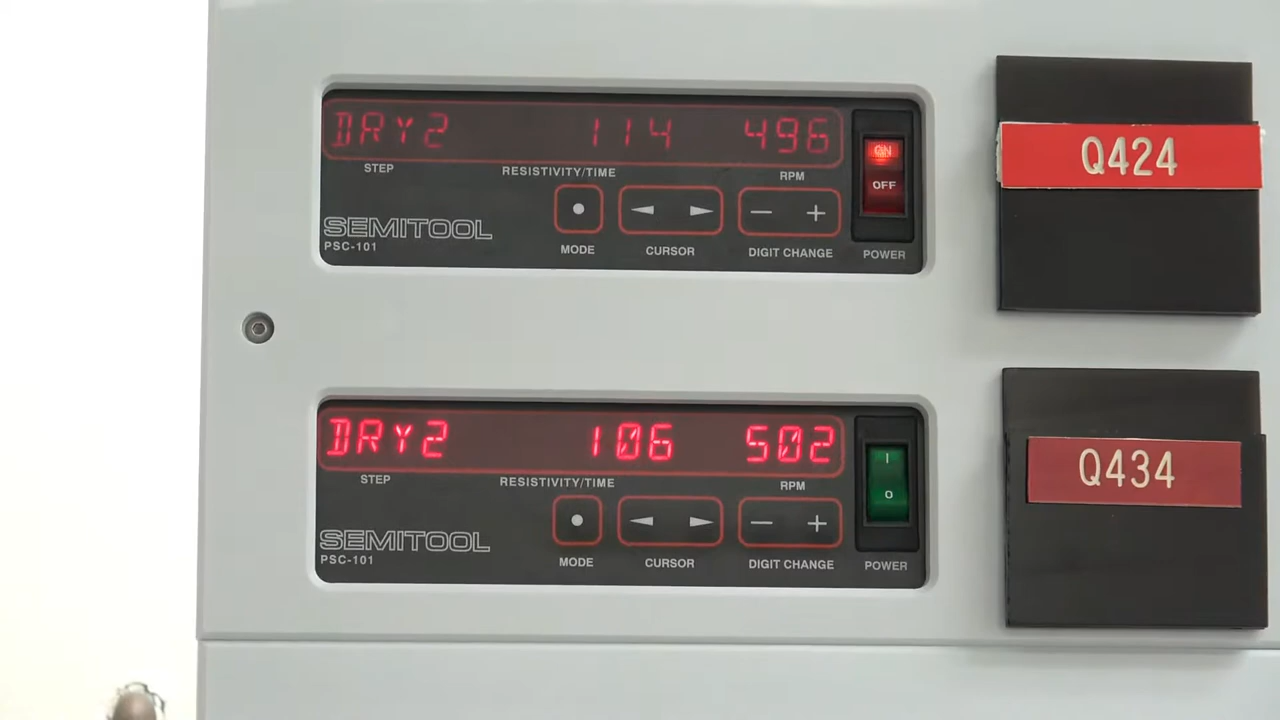 DRY2 114 496
STEP RESISTIVITY/TIME RPM
ON
OFF
SEMITOOL
PSC-101
MODE CURSOR DIGIT CHANGE POWER
Q424
DRY2 106 502
STEP RESISTIVITY/TIME RPM
I
O
SEMITOOL
PSC-101
MODE CURSOR DIGIT CHANGE POWER
Q434